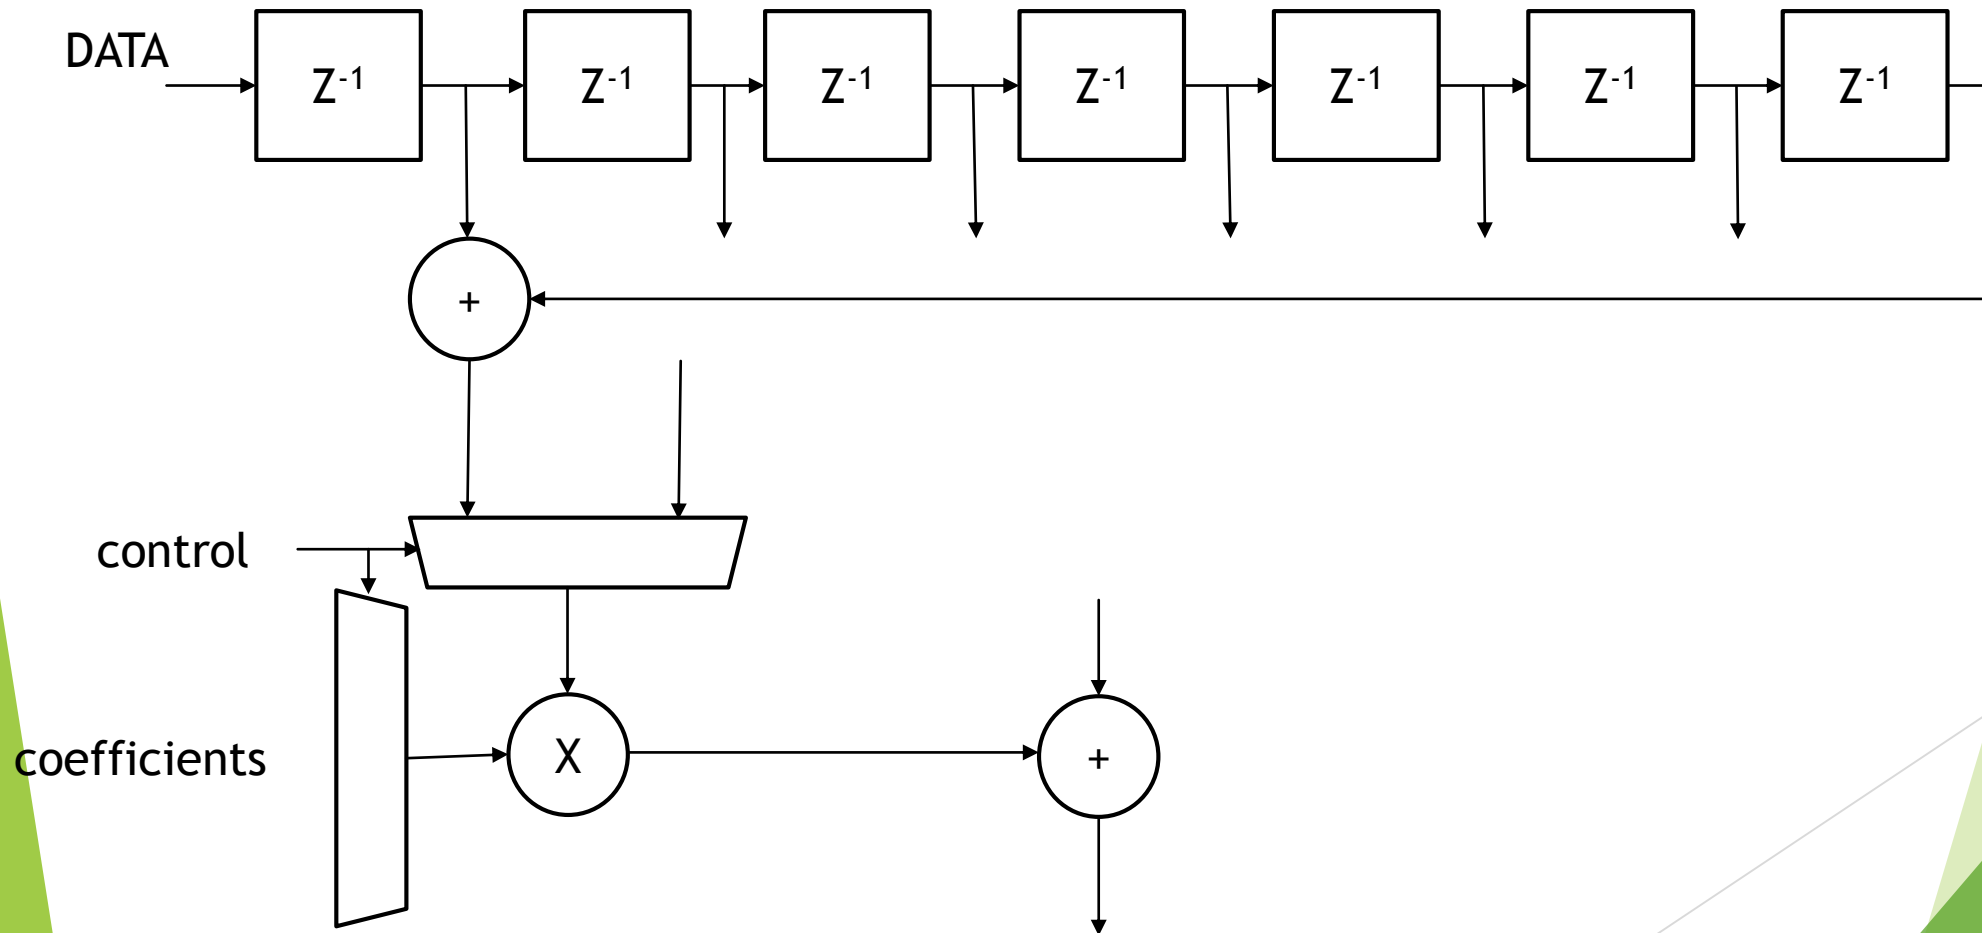 DATA
Z-1
Z-1
Z-1
Z-1
Z-1
Z-1
Z-1
+
control
coefficients
X
+